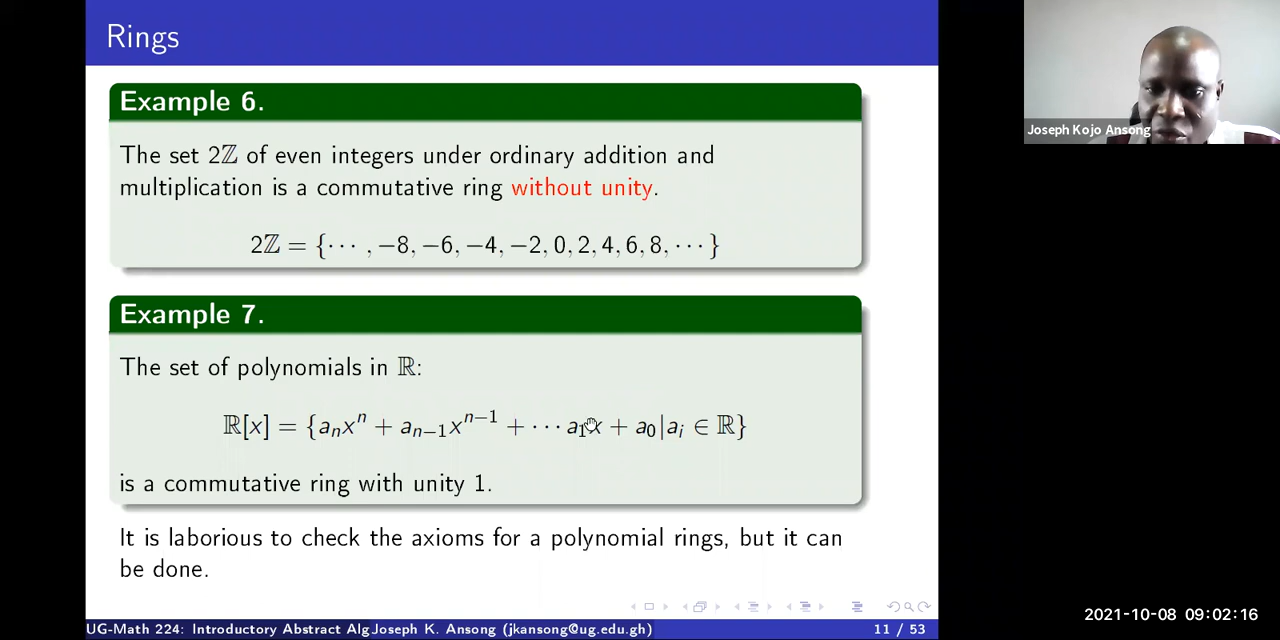 Rings
Example 6.
The set 2ℤ of even integers under ordinary addition and
multiplication is a commutative ring without unity.
2ℤ = {··· , −8, −6, −4, −2, 0, 2, 4, 6, 8, ··· }
Example 7.
The set of polynomials in ℝ:
ℝ[x] = {aₙxⁿ + aₙ₋₁xⁿ⁻¹ + ··· a₁x + a₀|aᵢ ∈ ℝ}
is a commutative ring with unity 1.
It is laborious to check the axioms for a polynomial rings, but it can
be done.
UG-Math 224: Introductory Abstract Alg Joseph K. Ansong (jkansong@ug.edu.gh) 11 / 53
Joseph Kojo Ansong
2021-10-08 09:02:16